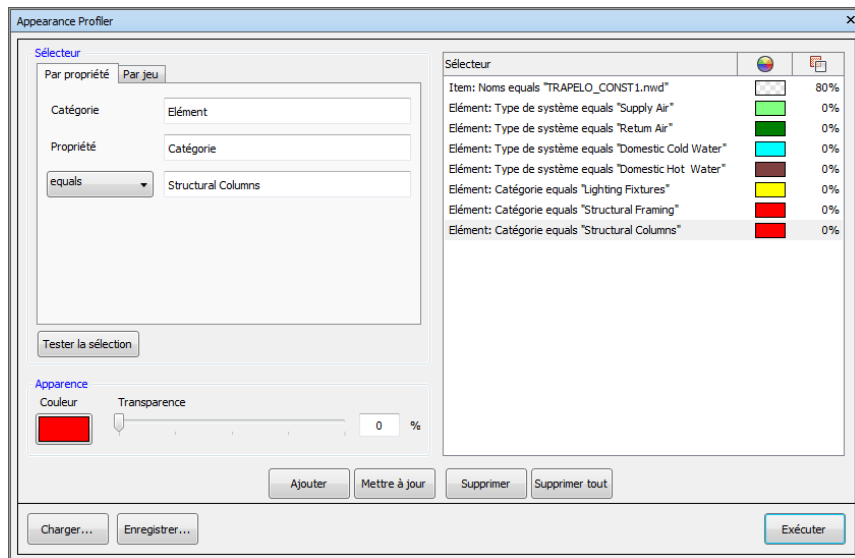 Appearance Profiler
Sélecteur
Par propriété Par jeu
Catégorie Elément
Propriété Catégorie
equals Structural Columns
Tester la sélection
Apparence
Couleur Transparence
0 %
Sélecteur
Item: Noms equals "TRAPELO_CONST1.nwd" 80%
Elément: Type de système equals "Supply Air" 0%
Elément: Type de système equals "Return Air" 0%
Elément: Type de système equals "Domestic Cold Water" 0%
Elément: Type de système equals "Domestic Hot Water" 0%
Elément: Catégorie equals "Lighting Fixtures" 0%
Elément: Catégorie equals "Structural Framing" 0%
Elément: Catégorie equals "Structural Columns" 0%
Ajouter Mettre à jour Supprimer Supprimer tout
Charger... Enregistrer... Exécuter